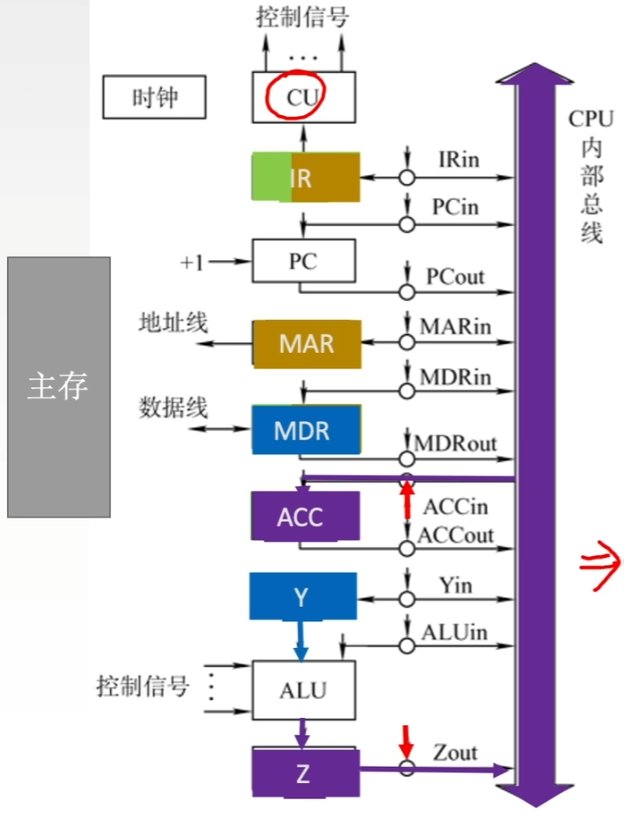 控制信号
...
时钟
CU
CPU
内
部
总
线
IR
IRin
PCin
+1
PC
PCout
地址线
MAR
MARin
主存
MDRin
数据线
MDR
MDRout
ACC
ACCin
ACCout
Y
Yin
ALUin
控制信号
ALU
Zout
Z